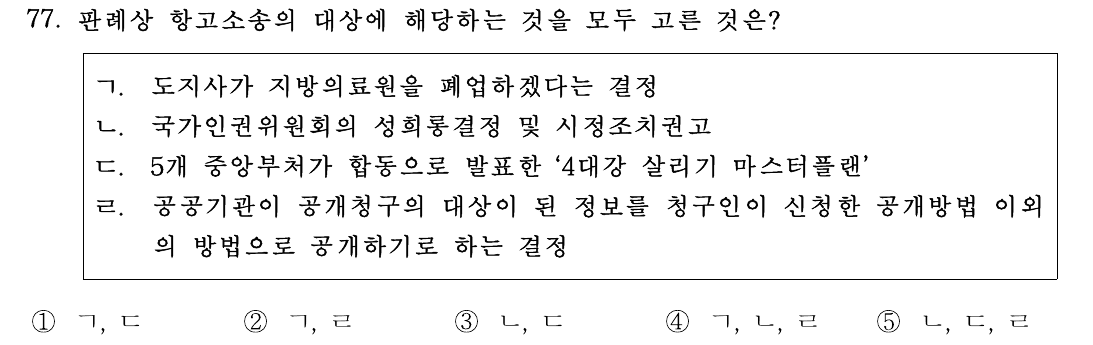 77. 판례상 항고소송의 대상에 해당하는 것을 모두 고른 것은?
ㄱ. 도지사가 지방의료원을 폐업하겠다는 결정
ㄴ. 국가인권위원회의 성희롱결정 및 시정조치권고
ㄷ. 5개 중앙부처가 합동으로 발표한 '4대강 살리기 마스터플랜'
ㄹ. 공공기관이 공개청구의 대상이 된 정보를 청구인이 신청한 공개방법 이외
의 방법으로 공개하기로 하는 결정
① ㄱ, ㄷ ② ㄱ, ㄹ ③ ㄴ, ㄷ ④ ㄱ, ㄴ, ㄹ ⑤ ㄴ, ㄷ, ㄹ